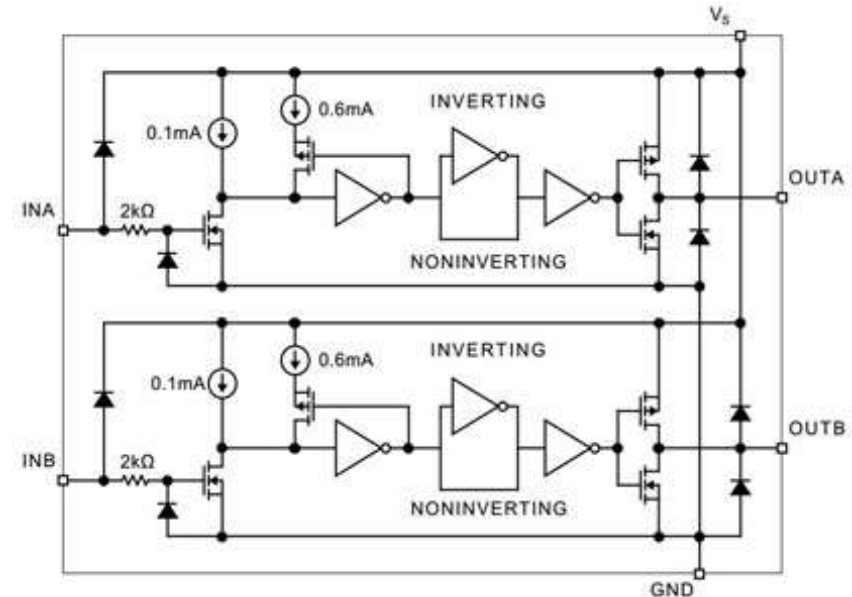 Vs
INVERTING
0.6mA
0.1mA
OUTA
INA
2kΩ
NONINVERTING
INVERTING
0.6mA
0.1mA
OUTB
INB
2kΩ
NONINVERTING
GND